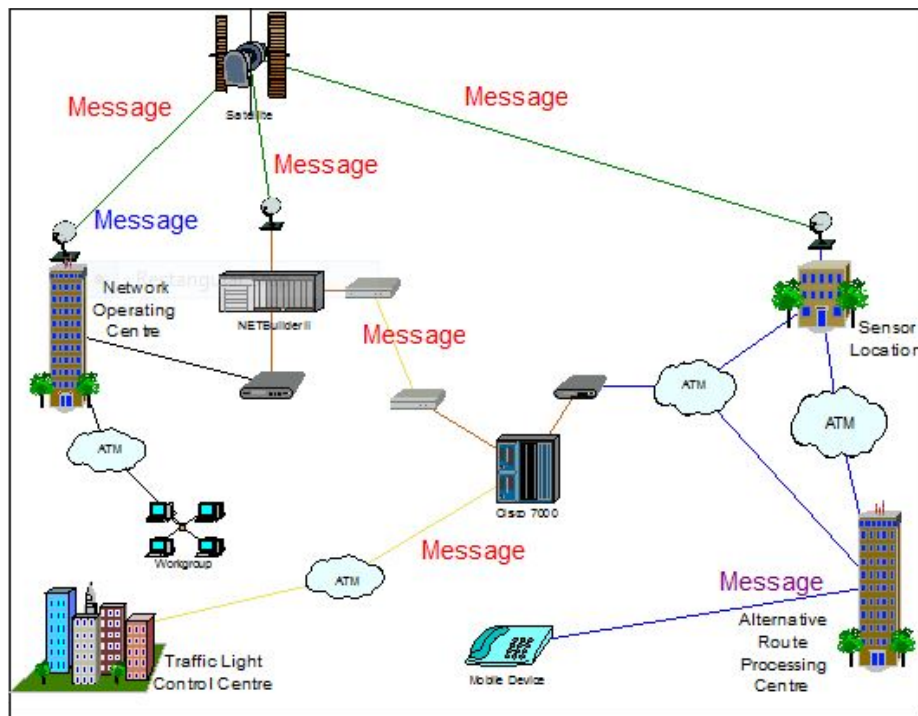 Message
Message
Satellite
Message
Message
Network
Operating
Centre
NETBuilder II
Sensor
Location
Message
ATM
ATM
ATM
Cisco 7000
Workgroup
Message
ATM
Message
Traffic Light
Control Centre
Mobile Device
Alternative
Route
Processing
Centre